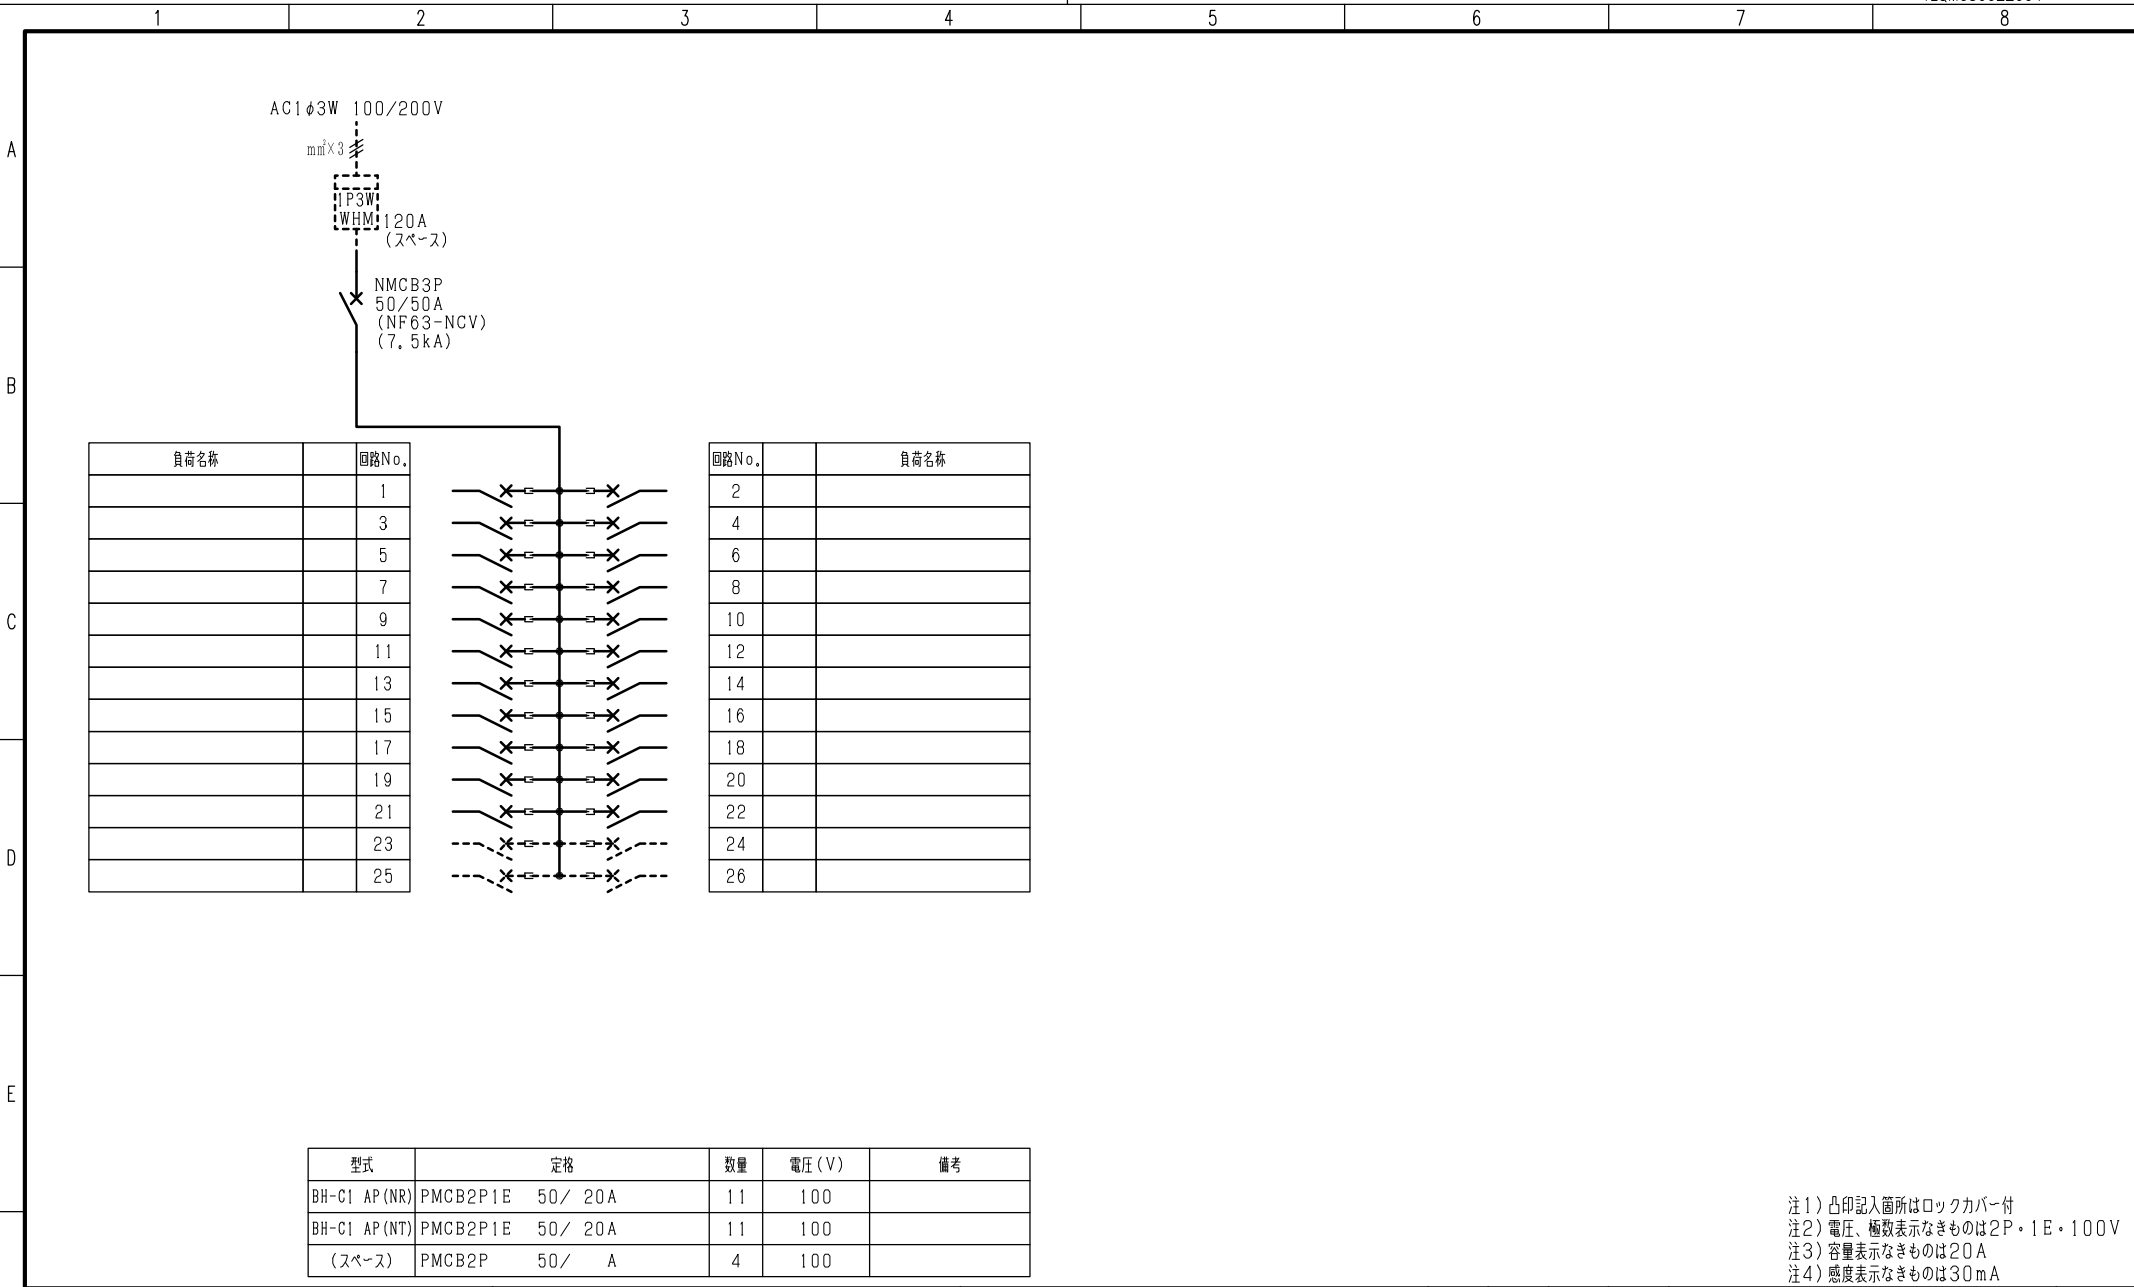 1 2 3 4 5 6 7 8
AC1φ3W 100/200V
A
mm²×3
1P3W
WHM
120A
(スペース)
NMCB3P
50/50A
(NF63-NCV)
(7.5kA)
B
負荷名称 回路No. 回路No. 負荷名称
1 2
3 4
5 6
7 8
9 10
C
11 12
13 14
15 16
17 18
19 20
21 22
23 24
D
25 26
E
型式 定格 数量 電圧(V) 備考
BH-C1 AP(NR) PMCB2P1E 50/ 20A 11 100
BH-C1 AP(NT) PMCB2P1E 50/ 20A 11 100
(スペース) PMCB2P 50/ A 4 100
注1)凸印記入箇所はロックカバー付
注2)電圧、極数表示なきものは2P・1E・100V
注3)容量表示なきものは20A
注4)感度表示なきものは30mA